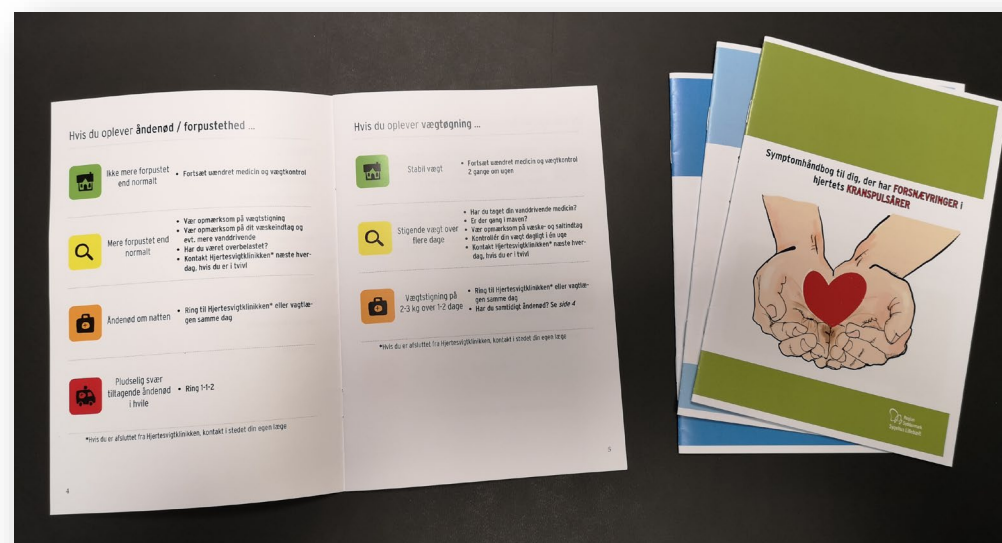 Hvis du oplever åndenød / forpustethed ...
Ikke mere forpustet
end normalt
• Fortsæt uændret medicin og vægtkontrol
Mere forpustet end
normalt
• Vær opmærksom på vægtstigning
• Vær opmærksom på dit væskeindtag og
evt. mere vanddrivende
• Har du været overbelastet?
• Kontakt Hjertesvigtklinikken* næste hver-
dag, hvis du er i tvivl
Åndenød om natten
• Ring til Hjertesvigtklinikken* eller vagtlæ-
gen samme dag
Pludselig svær
tiltagende åndenød
i hvile
• Ring 1-1-2
*Hvis du er afsluttet fra Hjertesvigtklinikken, kontakt i stedet din egen læge
4
Hvis du oplever vægtøgning ...
Stabil vægt
• Fortsæt uændret medicin og vægtkontrol
2 gange om ugen
Stigende vægt over
flere dage
• Har du taget din vanddrivende medicin?
• Er der gang i maven?
• Vær opmærksom på væske- og saltindtag
• Kontrollér din vægt dagligt i én uge
• Kontakt Hjertesvigtklinikken* næste hver-
dag, hvis du er i tvivl
Vægtstigning på
2-3 kg over 1-2 dage
• Ring til Hjertesvigtklinikken* eller vagtlæ-
gen samme dag
• Har du samtidigt åndenød? Se side 4
*Hvis du er afsluttet fra Hjertesvigtklinikken, kontakt i stedet din egen læge
5
Symptomhåndbog til dig, der har FORSNÆVRINGER i
hjertets KRANSPULSÅRER
Region
Syddanmark
Sygehus Lillebælt